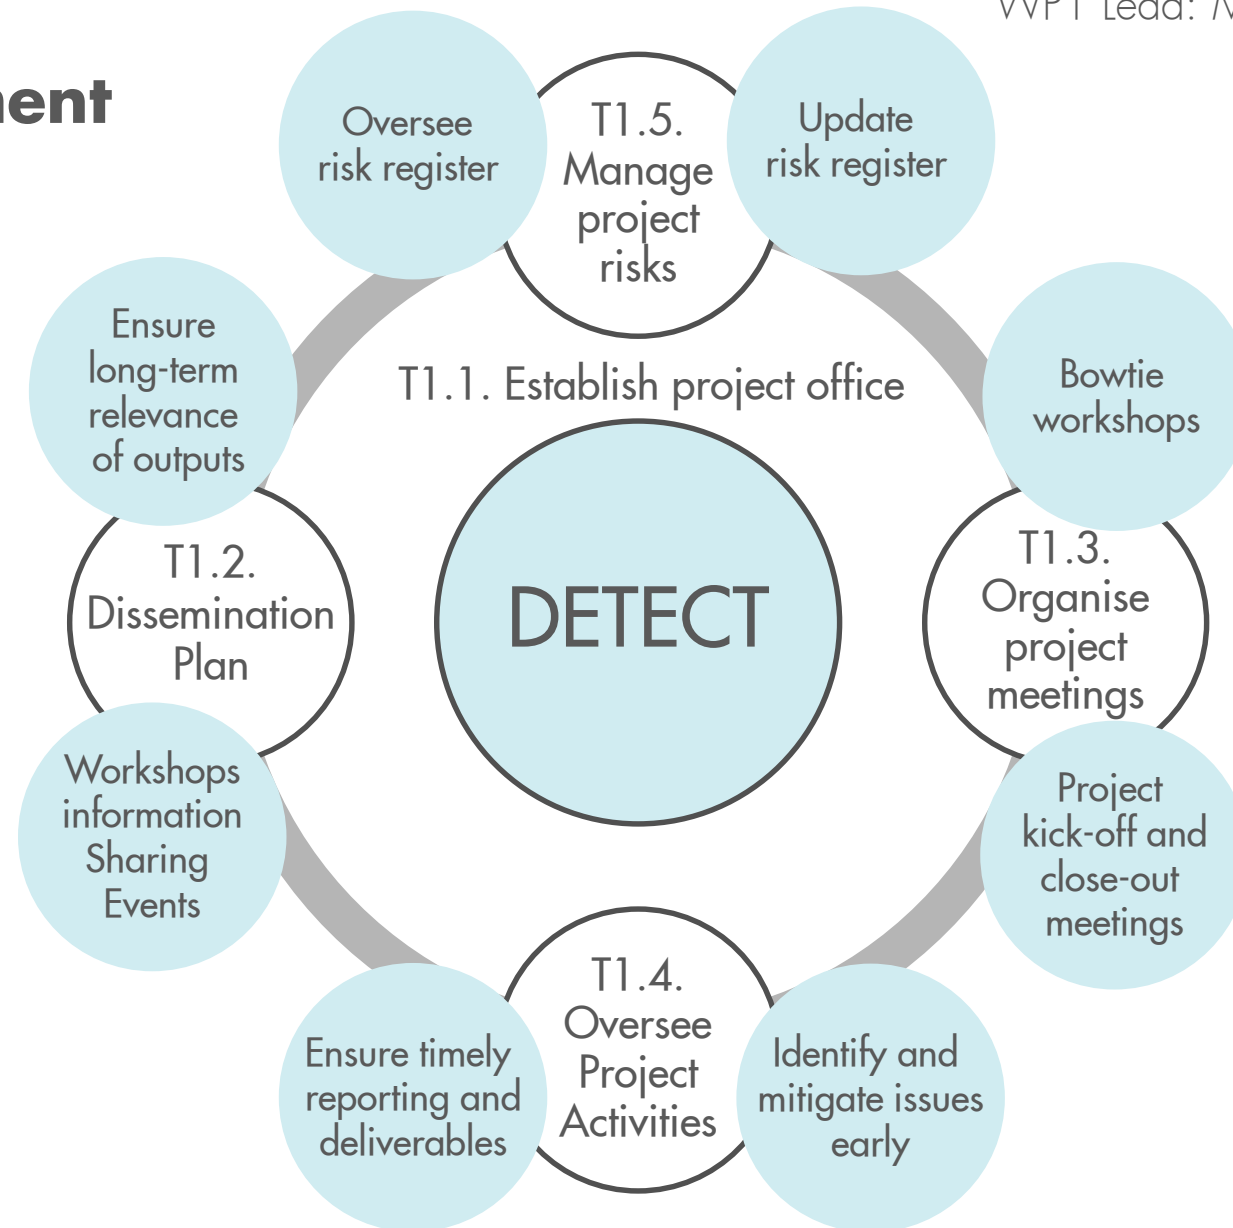 WP1 Lead:
ment
Oversee
risk register
T1.5.
Manage
project
risks
Update
risk register
Ensure
long-term
relevance
of outputs
T1.1. Establish project office
Bowtie
workshops
T1.2.
Dissemination
Plan
DETECT
T1.3.
Organise
project
meetings
Workshops
information
Sharing
Events
Project
kick-off and
close-out
meetings
Ensure timely
reporting and
deliverables
T1.4.
Oversee
Project
Activities
Identify and
mitigate issues
early